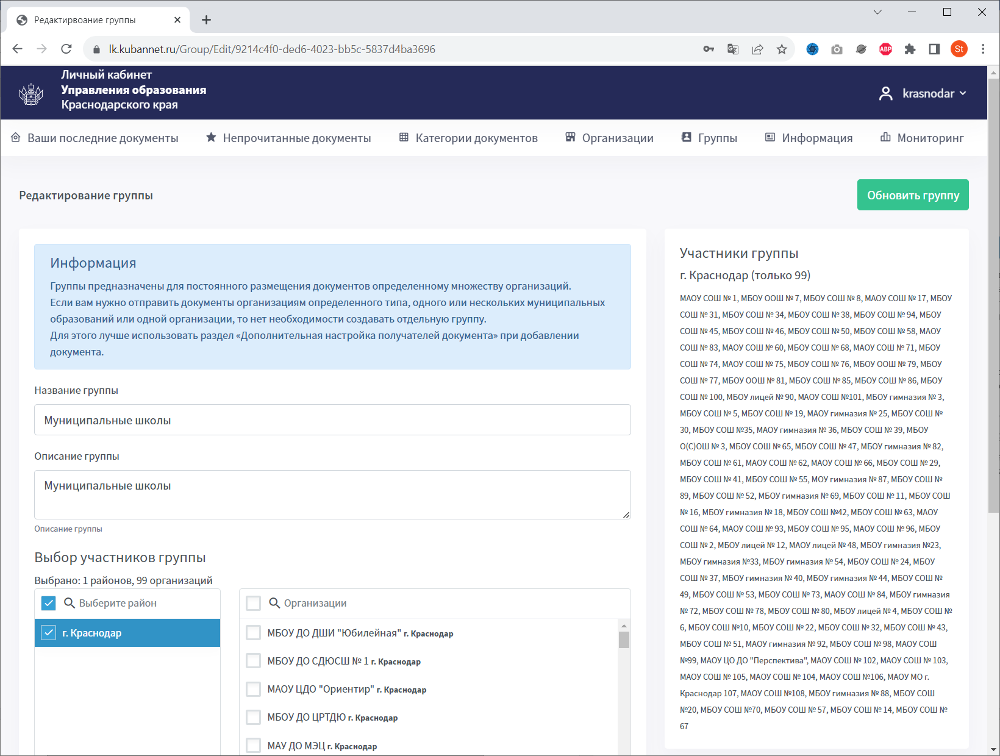 Редактирвоание группы
lk.kubannet.ru/Group/Edit/9214c4f0-ded6-4023-bb5c-5837d4ba3696
ABP
St
Личный кабинет
Управления образования
Краснодарского края
krasnodar
Ваши последние документы
Непрочитанные документы
Категории документов
Организации
Группы
Информация
Мониторинг
Редактирование группы
Обновить группу
Информация
Группы предназначены для постоянного размещения документов определенному множеству организаций.
Если вам нужно отправить документы организациям определенного типа, одного или нескольких муниципальных
образований или одной организации, то нет необходимости создавать отдельную группу.
Для этого лучше использовать раздел «Дополнительная настройка получателей документа» при добавлении
документа.
Название группы
Муниципальные школы
Описание группы
Муниципальные школы
Описание группы
Выбор участников группы
Выбрано: 1 районов, 99 организаций
Выберите район
г. Краснодар
Организации
МБОУ ДО ДШИ "Юбилейная" г. Краснодар
МБОУ ДО СДЮСШ № 1 г. Краснодар
МАОУ ЦДО "Ориентир" г. Краснодар
МБОУ ДО ЦРТДЮ г. Краснодар
МАУ ДО МЭЦ г. Краснодар
Участники группы
г. Краснодар (только 99)
МАОУ СОШ № 1, МБОУ ООШ № 7, МБОУ СОШ № 8, МАОУ СОШ № 17, МБОУ
СОШ № 31, МБОУ СОШ № 34, МБОУ СОШ № 38, МБОУ СОШ № 94, МБОУ
СОШ № 45, МБОУ СОШ № 46, МБОУ СОШ № 50, МБОУ СОШ № 58, МАОУ
СОШ № 83, МАОУ СОШ № 60, МБОУ СОШ № 68, МАОУ СОШ № 71, МБОУ
СОШ № 74, МАОУ СОШ № 75, МБОУ СОШ № 76, МБОУ ООШ № 79, МБОУ
СОШ № 77, МБОУ ООШ № 81, МБОУ СОШ № 85, МБОУ СОШ № 86, МБОУ
СОШ № 100, МБОУ лицей № 90, МАОУ СОШ №101, МБОУ гимназия № 3,
МБОУ СОШ № 5, МБОУ СОШ № 19, МАОУ гимназия № 25, МБОУ СОШ №
30, МБОУ СОШ №35, МАОУ гимназия № 36, МБОУ СОШ № 39, МБОУ
О(С)ОШ № 3, МБОУ СОШ № 65, МБОУ СОШ № 47, МБОУ гимназия № 82,
МБОУ СОШ № 61, МАОУ СОШ № 62, МАОУ СОШ № 66, МБОУ СОШ № 29,
МБОУ СОШ № 41, МБОУ СОШ № 55, МОУ гимназия № 87, МБОУ СОШ №
89, МБОУ СОШ № 52, МБОУ гимназия № 69, МБОУ СОШ № 11, МБОУ СОШ
№ 16, МБОУ гимназия № 18, МБОУ СОШ №42, МБОУ СОШ № 63, МАОУ
СОШ № 64, МАОУ СОШ № 93, МБОУ СОШ № 95, МАОУ СОШ № 96, МБОУ
СОШ № 2, МБОУ лицей № 12, МАОУ лицей № 48, МБОУ гимназия №23,
МБОУ гимназия №33, МБОУ гимназия № 54, МБОУ СОШ № 24, МБОУ
СОШ № 37, МБОУ гимназия № 40, МБОУ гимназия № 44, МБОУ СОШ №
49, МБОУ СОШ № 53, МБОУ СОШ № 73, МАОУ СОШ № 84, МБОУ гимназия
№ 72, МБОУ СОШ № 78, МБОУ СОШ № 80, МБОУ лицей № 4, МБОУ СОШ №
6, МБОУ СОШ №10, МБОУ СОШ № 22, МБОУ СОШ № 32, МБОУ СОШ № 43,
МБОУ СОШ № 51, МАОУ гимназия № 92, МБОУ СОШ № 98, МАОУ СОШ
№99, МАОУ ЦО ДО "Перспектива", МАОУ СОШ № 102, МАОУ СОШ № 103,
МАОУ СОШ № 105, МАОУ СОШ № 104, МАОУ СОШ №106, МАОУ МО г.
Краснодар 107, МАОУ СОШ №108, МБОУ гимназия № 88, МБОУ СОШ
№20, МБОУ СОШ №70, МБОУ СОШ № 57, МБОУ СОШ № 14, МБОУ СОШ №
67